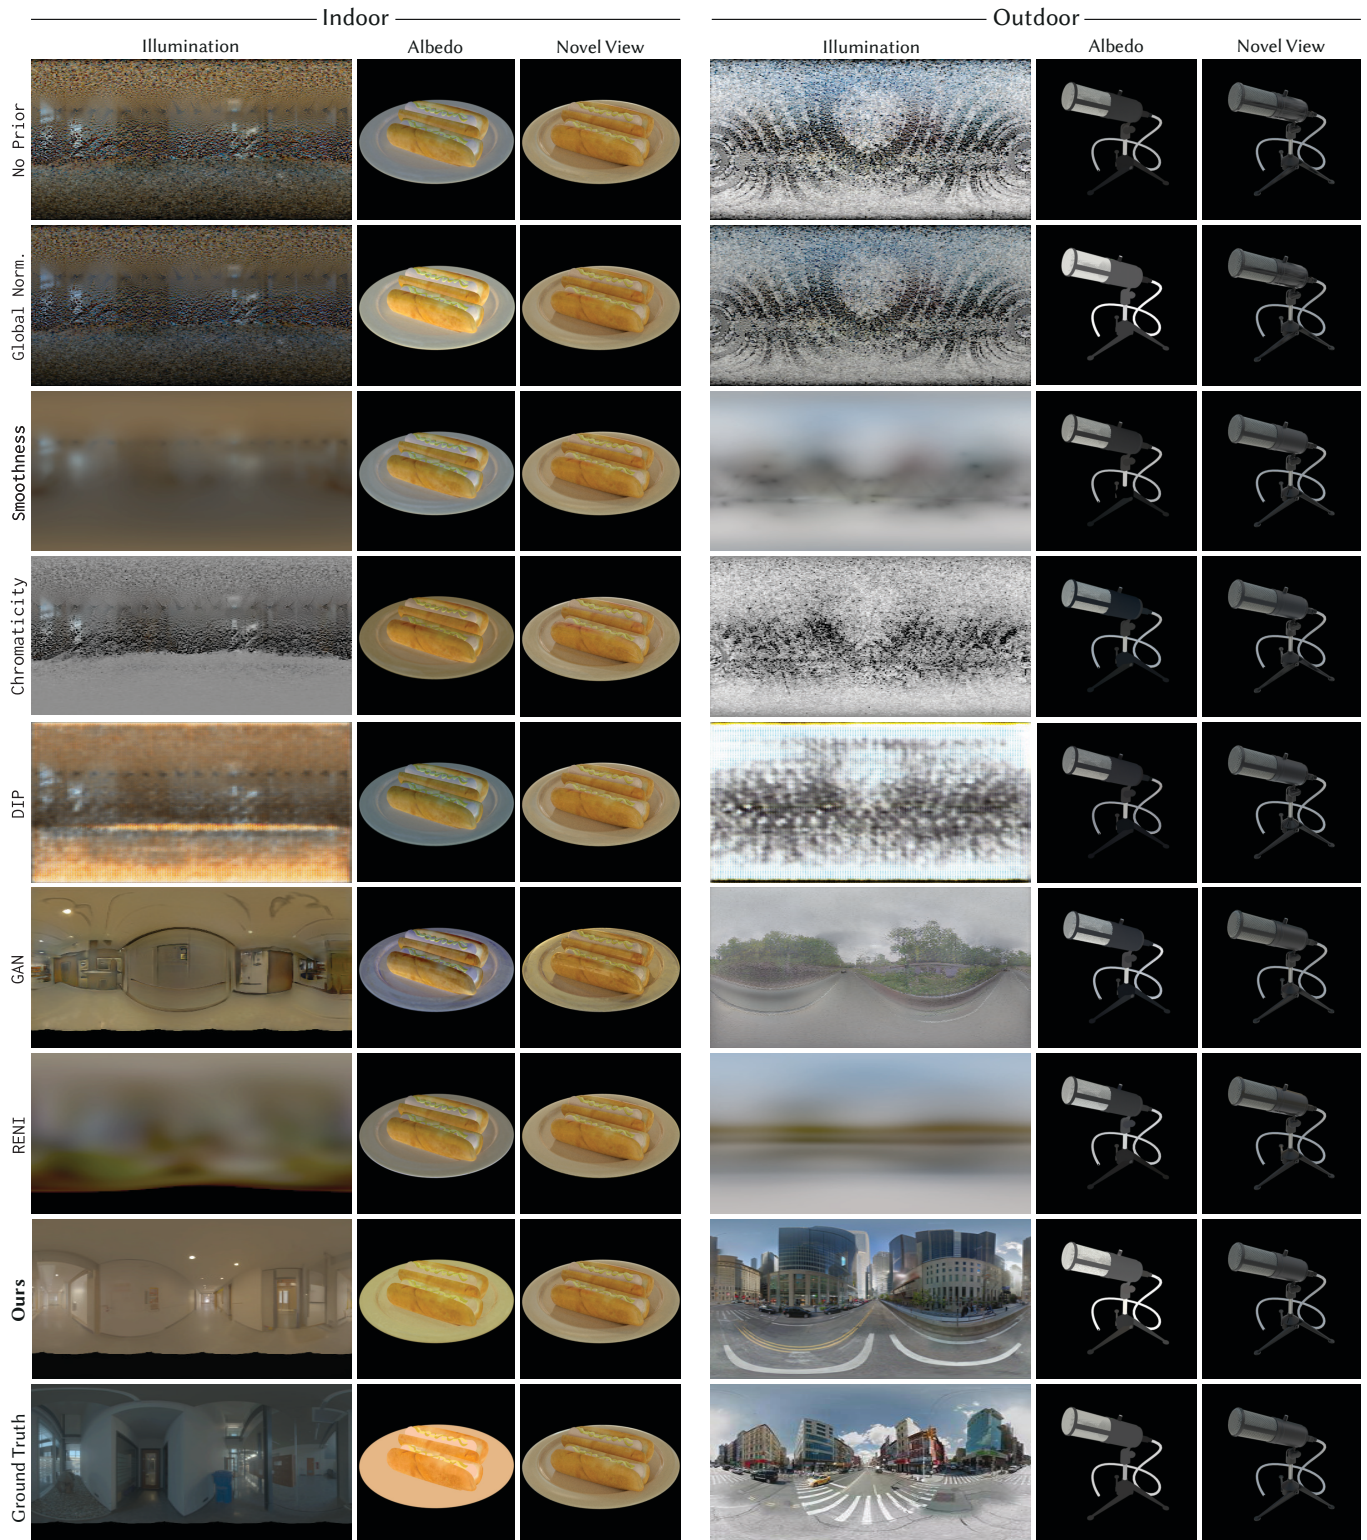 Indoor
Outdoor
Illumination
Albedo
Novel View
Illumination
Albedo
Novel View
No Prior
Global Norm.
Smoothness
Chromaticity
DIP
GAN
RENI
Ours
Ground Truth